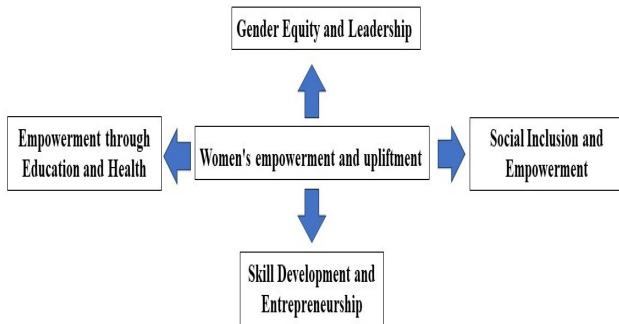 Gender Equity and Leadership
Empowerment through
Education and Health
Women's empowerment and upliftment
Social Inclusion and
Empowerment
Skill Development and
Entrepreneurship